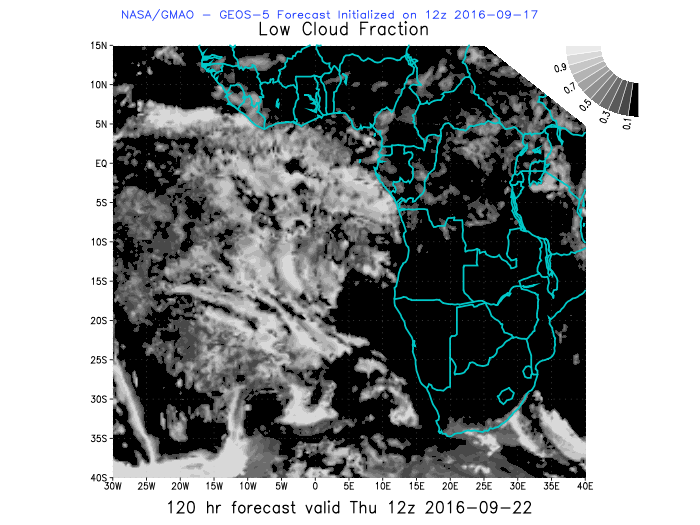 NASA/GMAO - GEOS-5 Forecast Initialized on 12z 2016-09-17
Low Cloud Fraction
15N
10N
5N
EQ
5S
10S
15S
20S
25S
30S
35S
40S
30W 25W 20W 15W 10W 5W 0 5E 10E 15E 20E 25E 30E 35E 40E
0.9
0.7
0.5
0.3
0.1
120 hr forecast valid Thu 12z 2016-09-22